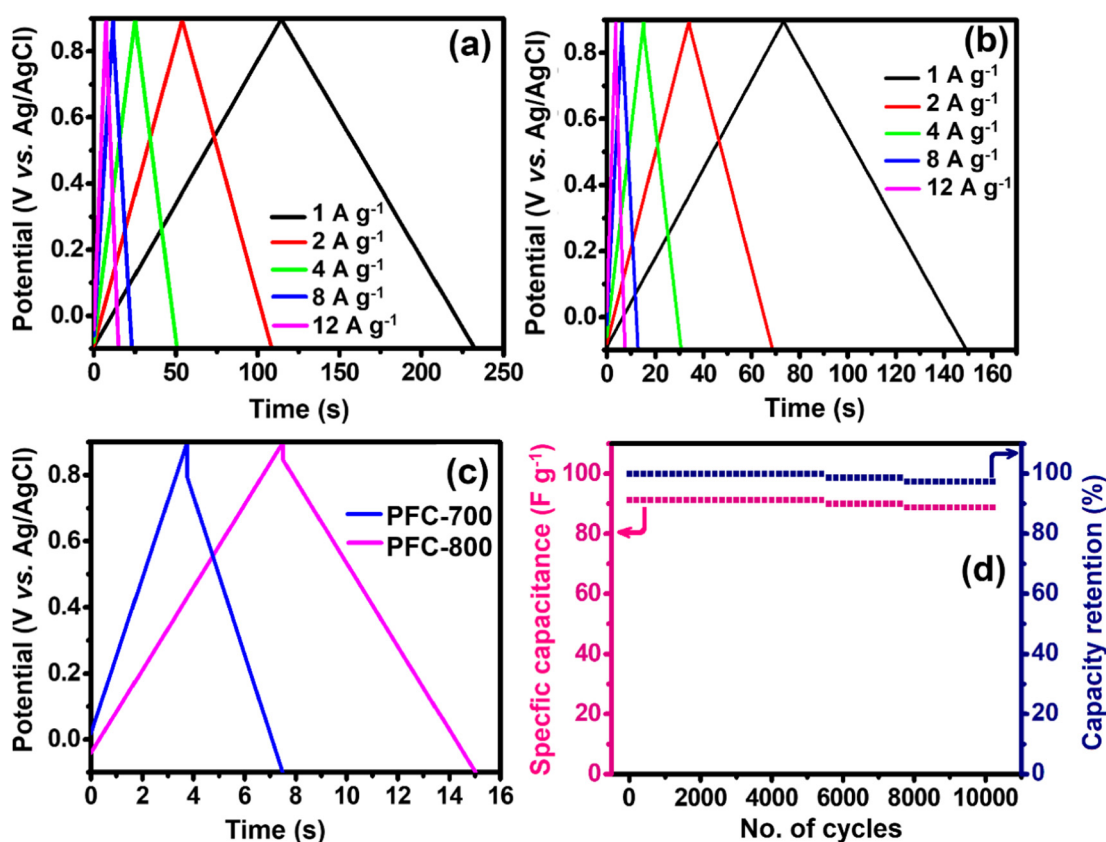 (a)
Potential (V vs. Ag/AgCl)
0.8
0.6
0.4
0.2
0.0
1 A g⁻¹
2 A g⁻¹
4 A g⁻¹
8 A g⁻¹
12 A g⁻¹
0 50 100 150 200 250
Time (s)
(b)
Potential (V vs. Ag/AgCl)
0.8
0.6
0.4
0.2
0.0
1 A g⁻¹
2 A g⁻¹
4 A g⁻¹
8 A g⁻¹
12 A g⁻¹
0 20 40 60 80 100 120 140 160
Time (s)
(c)
Potential (V vs. Ag/AgCl)
0.8
0.6
0.4
0.2
0.0
PFC-700
PFC-800
0 2 4 6 8 10 12 14 16
Time (s)
(d)
Specfic capacitance (F g⁻¹)
100
80
60
40
20
0
Capacity retention (%)
100
80
60
40
20
0
0 2000 4000 6000 8000 10000
No. of cycles